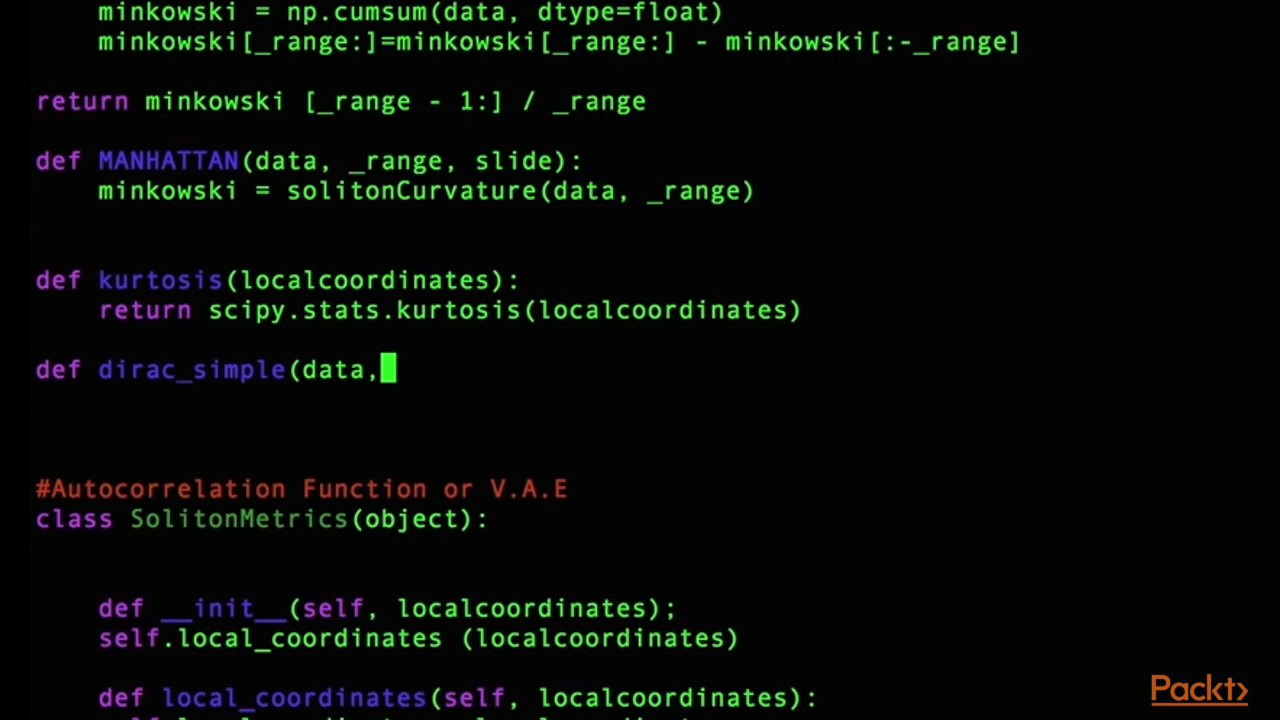 minkowski = np.cumsum(data, dtype=float)
minkowski[_range:]=minkowski[_range:] - minkowski[:-_range]
return minkowski [_range - 1:] / _range
def MANHATTAN(data, _range, slide):
minkowski = solitonCurvature(data, _range)
def kurtosis(localcoordinates):
return scipy.stats.kurtosis(localcoordinates)
def dirac_simple(data,
#Autocorrelation Function or V.A.E
class SolitonMetrics(object):
def __init__(self, localcoordinates);
self.local_coordinates (localcoordinates)
def local_coordinates(self, localcoordinates):
Packt>